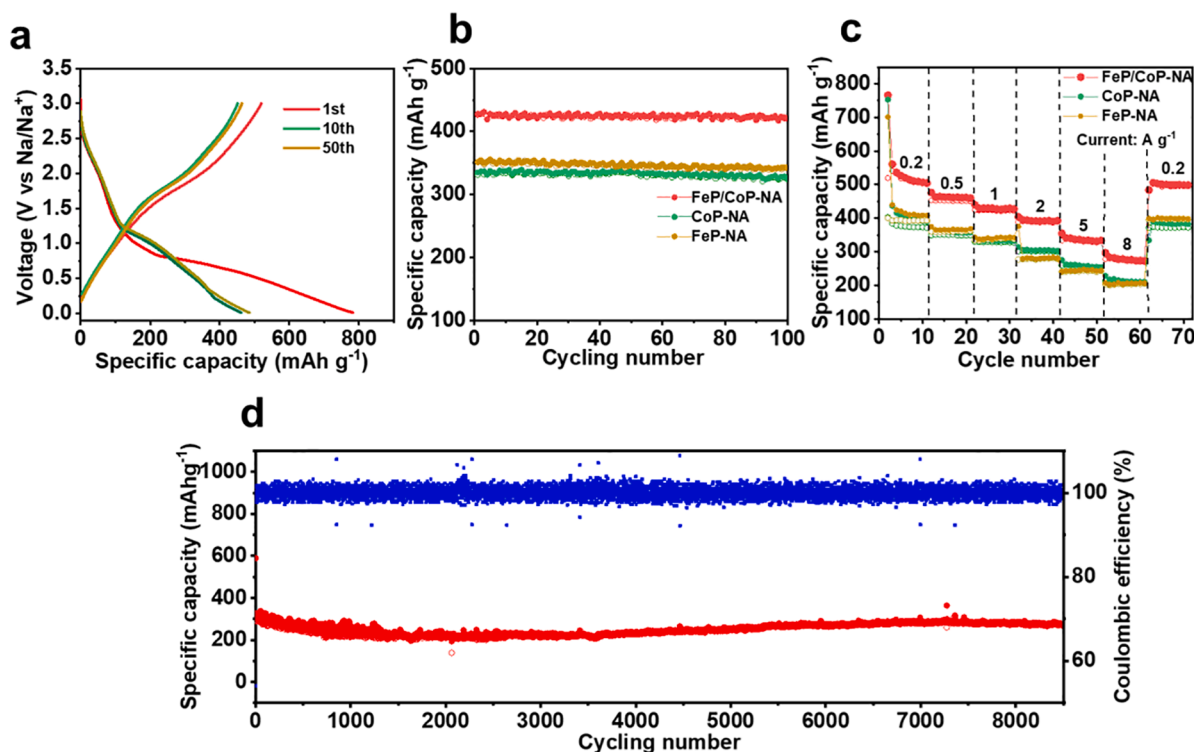 a
3.5
3.0
2.5
2.0
1.5
1.0
0.5
0.0
Voltage (V vs Na/Na⁺)
1st
10th
50th
0 200 400 600 800
Specific capacity (mAh g⁻¹)
b
500
400
300
200
100
Specific capacity (mAh g⁻¹)
FeP/CoP-NA
CoP-NA
FeP-NA
0 20 40 60 80 100
Cycling number
c
800
700
600
500
400
300
200
100
Specific capacity (mAh g⁻¹)
FeP/CoP-NA
CoP-NA
FeP-NA
Current: A g⁻¹
0.2 0.5 1 2 5 8 0.2
0 10 20 30 40 50 60 70
Cycle number
d
1000
800
600
400
200
0
Specific capacity (mAhg⁻¹)
100
80
60
Coulombic efficiency (%)
0 1000 2000 3000 4000 5000 6000 7000 8000
Cycling number